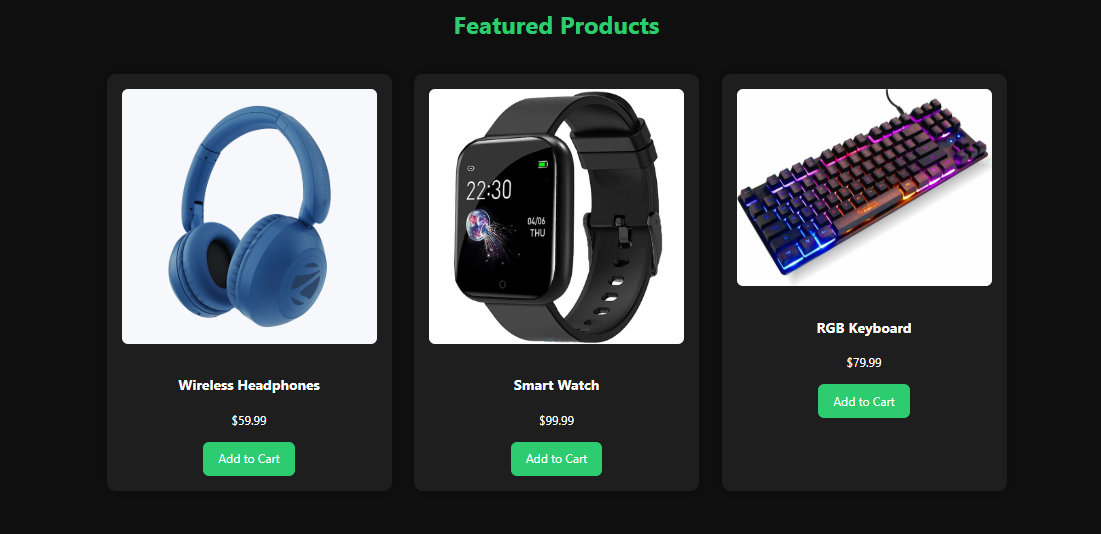 Featured Products
22:30
04/06
THU
Wireless Headphones
$59.99
Add to Cart
Smart Watch
$99.99
Add to Cart
RGB Keyboard
$79.99
Add to Cart